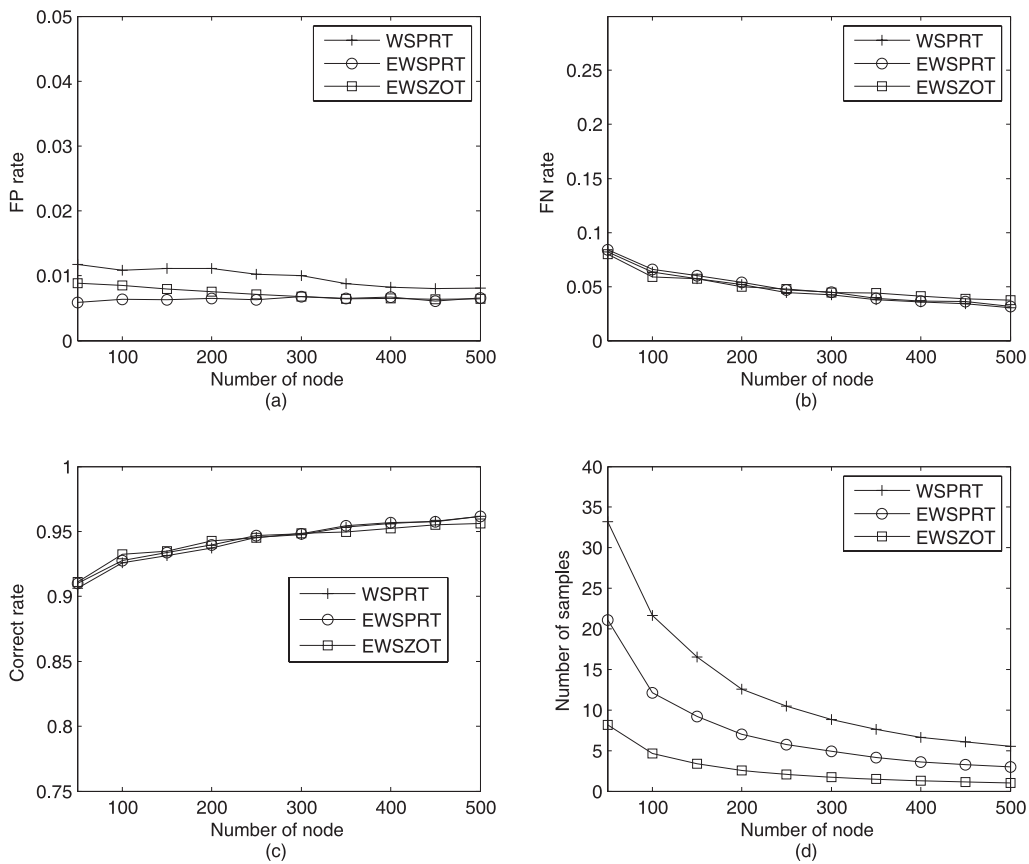 0.05
0.04
0.03
0.02
0.01
0
FP rate
WSPRT
EWSPRT
EWSZOT
100 200 300 400 500
Number of node
(a)
0.25
0.2
0.15
0.1
0.05
0
FN rate
WSPRT
EWSPRT
EWSZOT
100 200 300 400 500
Number of node
(b)
1
0.95
0.9
0.85
0.8
0.75
Correct rate
WSPRT
EWSPRT
EWSZOT
100 200 300 400 500
Number of node
(c)
40
35
30
25
20
15
10
5
0
Number of samples
WSPRT
EWSPRT
EWSZOT
100 200 300 400 500
Number of node
(d)